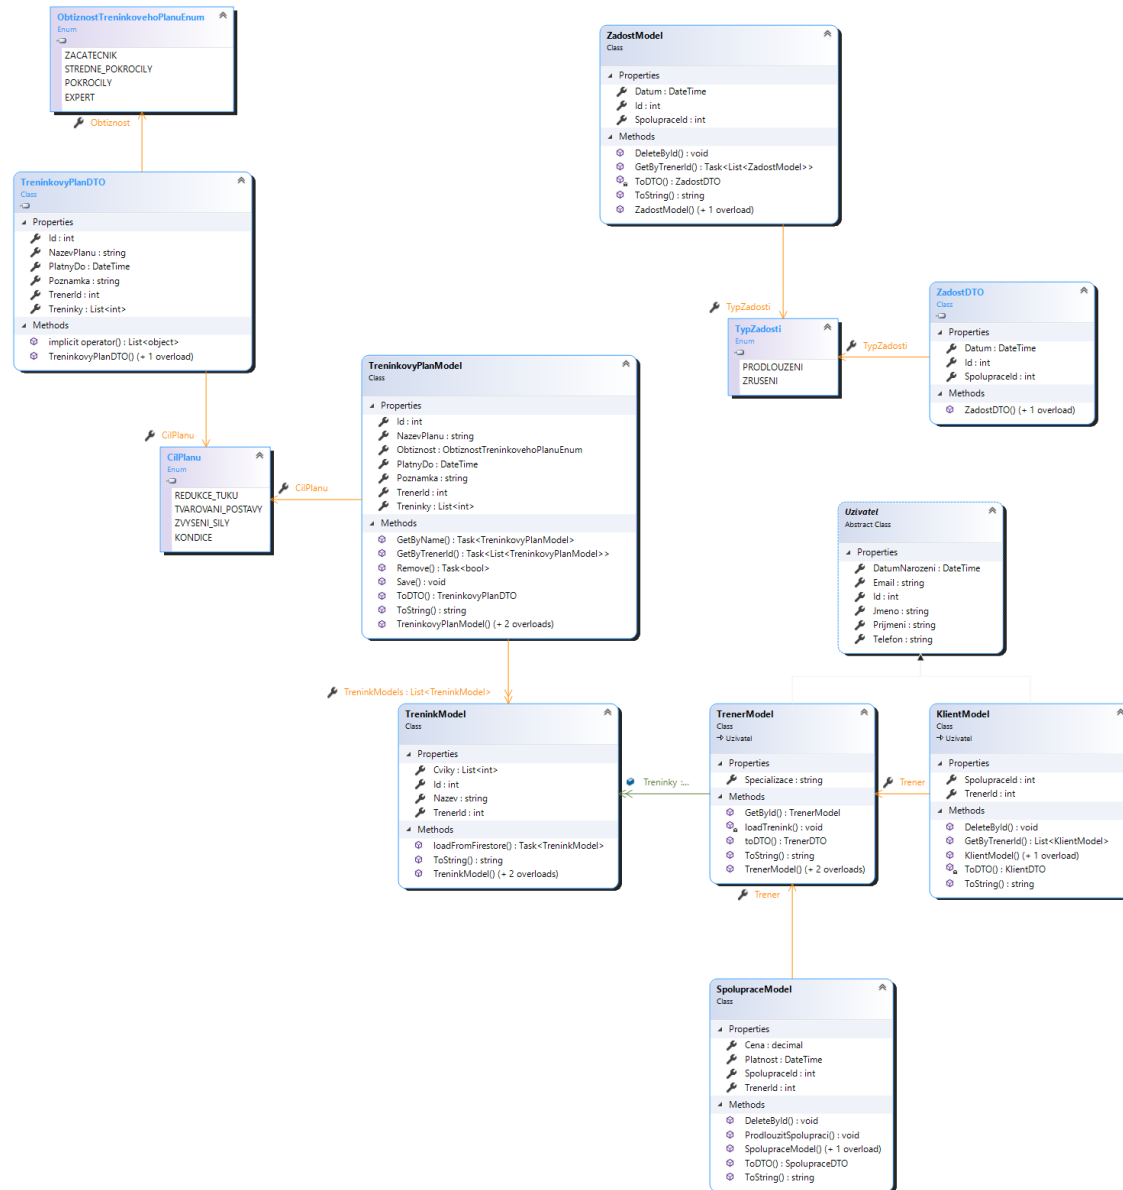 ObtiznostTreninkovehoPlanuEnum
Enum
ZACATECNIK
STREDNE_POKROCILY
POKROCILY
EXPERT
Obtiznost
TreninkovyPlanDTO
Class
Properties
Id : int
NazevPlanu : string
PlatnyDo : DateTime
Poznamka : string
TrenerId : int
Treninky : List<int>
Methods
implicit operator() : List<object>
TreninkovyPlanDTO() (+ 1 overload)
CilPlanu
CilPlanu
Enum
REDUKCE_TUKU
TVAROVANI_POSTAVY
ZVYSENI_SILY
KONDICE
CilPlanu
TreninkovyPlanModel
Class
Properties
Id : int
NazevPlanu : string
Obtiznost : ObtiznostTreninkovehoPlanuEnum
PlatnyDo : DateTime
Poznamka : string
TrenerId : int
Treninky : List<int>
Methods
GetByName() : Task<TreninkovyPlanModel>
GetByTrenerId() : Task<List<TreninkovyPlanModel>>
Remove() : Task<bool>
Save() : void
ToDTO() : TreninkovyPlanDTO
ToString() : string
TreninkovyPlanModel() (+ 2 overloads)
TreninkModels : List<TreninkModel>
TreninkModel
Class
Properties
Cviky : List<int>
Id : int
Nazev : string
TrenerId : int
Methods
loadFromFirestore() : Task<TreninkModel>
ToString() : string
TreninkModel() (+ 2 overloads)
ZadostModel
Class
Properties
Datum : DateTime
Id : int
SpolupraceId : int
Methods
DeleteById() : void
GetByTrenerId() : Task<List<ZadostModel>>
ToDTO() : ZadostDTO
ToString() : string
ZadostModel() (+ 1 overload)
TypZadosti
TypZadosti
Enum
PRODLOUZENI
ZRUSENI
TypZadosti
ZadostDTO
Class
Properties
Datum : DateTime
Id : int
SpolupraceId : int
Methods
ZadostDTO() (+ 1 overload)
Uzivatel
Abstract Class
Properties
DatumNarozeni : DateTime
Email : string
Id : int
Jmeno : string
Prijmeni : string
Telefon : string
Treninky :...
TrenerModel
Class
Uzivatel
Properties
Specializace : string
Methods
GetById() : TrenerModel
loadTrenink() : void
toDTO() : TrenerDTO
ToString() : string
TrenerModel() (+ 2 overloads)
Trener
KlientModel
Class
Uzivatel
Properties
SpolupraceId : int
TrenerId : int
Methods
DeleteById() : void
GetByTrenerId() : List<KlientModel>
KlientModel() (+ 1 overload)
ToDTO() : KlientDTO
ToString() : string
Trener
SpolupraceModel
Class
Properties
Cena : decimal
Platnost : DateTime
SpolupraceId : int
TrenerId : int
Methods
DeleteById() : void
ProdlouzitSpolupraci() : void
SpolupraceModel() (+ 1 overload)
ToDTO() : SpolupraceDTO
ToString() : string